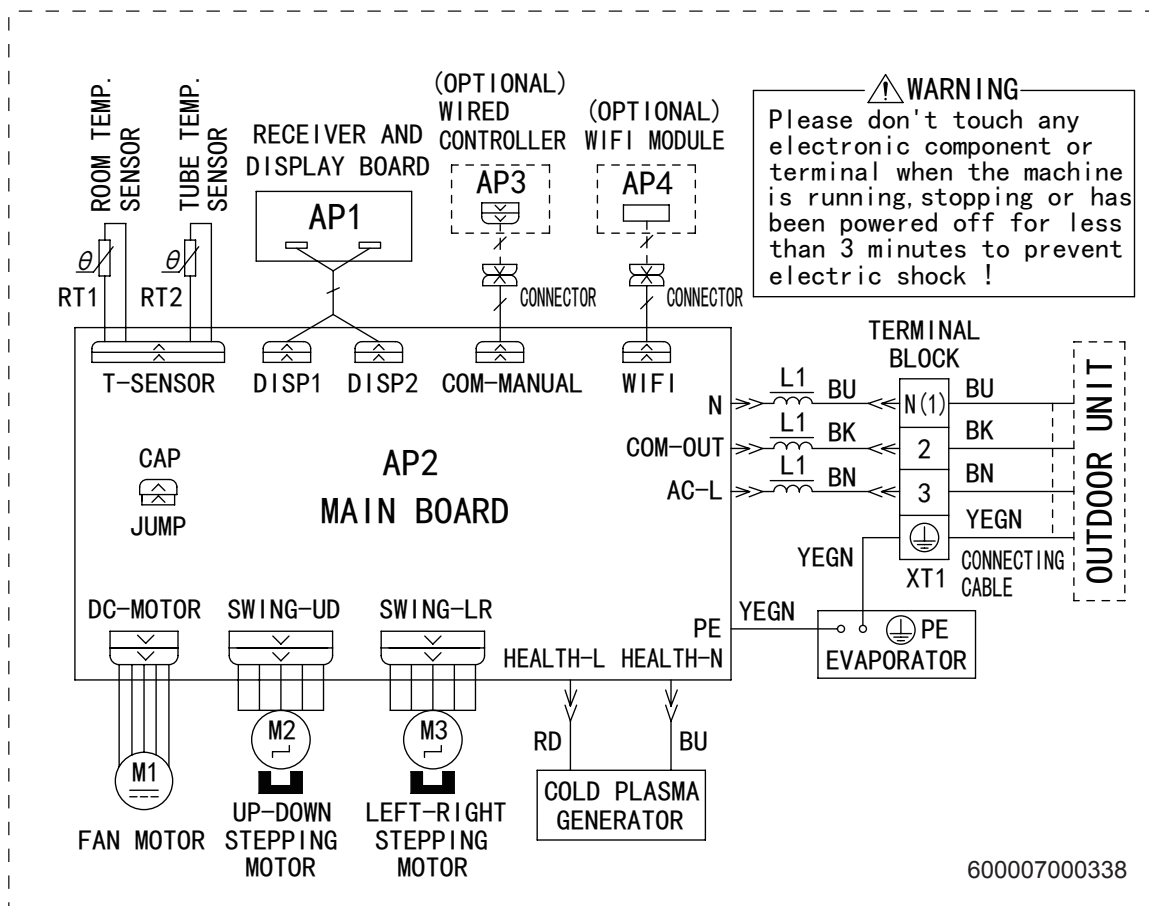 ROOM TEMP.
SENSOR
TUBE TEMP.
SENSOR
RECEIVER AND
DISPLAY BOARD
(OPTIONAL)
WIRED
CONTROLLER
(OPTIONAL)
WIFI MODULE
WARNING
Please don't touch any
electronic component or
terminal when the machine
is running, stopping or has
been powered off for less
than 3 minutes to prevent
electric shock !
AP1
AP3
AP4
θ
RT1
θ
RT2
CONNECTOR
CONNECTOR
T-SENSOR
DISP1
DISP2
COM-MANUAL
WIFI
TERMINAL
BLOCK
N
L1
BU
N(1)
BU
COM-OUT
L1
BK
2
BK
AC-L
L1
BN
3
BN
YEGN
YEGN
XT1
CONNECTING
CABLE
OUTDOOR UNIT
CAP
JUMP
AP2
MAIN BOARD
DC-MOTOR
SWING-UD
SWING-LR
PE
YEGN
PE
EVAPORATOR
HEALTH-L
HEALTH-N
M1
M2
M3
RD
BU
COLD PLASMA
GENERATOR
FAN MOTOR
UP-DOWN
STEPPING
MOTOR
LEFT-RIGHT
STEPPING
MOTOR
600007000338